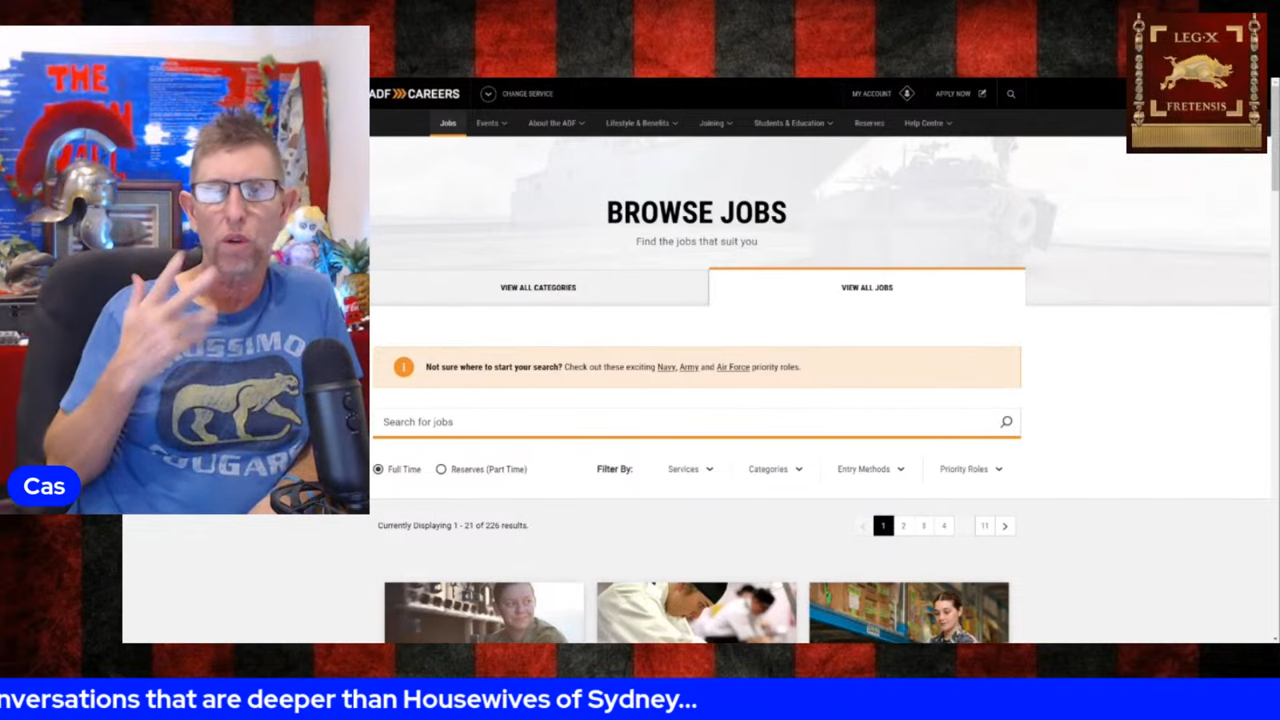 THE
WALL
LEG·X
FRETENSIS
ADF CAREERS
CHANGE SERVICE
MY ACCOUNT
APPLY NOW
Jobs
Events
About the ADF
Lifestyle & Benefits
Joining
Students & Education
Reserves
Help Centre
BROWSE JOBS
Find the jobs that suit you
VIEW ALL CATEGORIES
VIEW ALL JOBS
Not sure where to start your search? Check out these exciting Navy, Army and Air Force priority roles.
Search for jobs
Full Time
Reserves (Part Time)
Filter By:
Services
Categories
Entry Methods
Priority Roles
Currently Displaying 1 - 21 of 226 results.
1 2 3 4 11
Cas
nversations that are deeper than Housewives of Sydney...